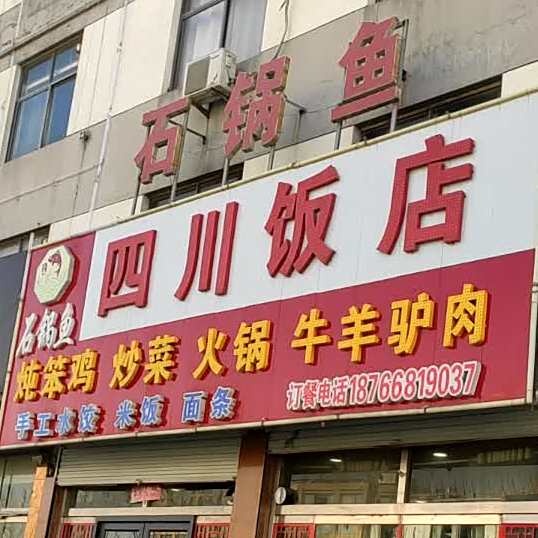 石锅鱼
四川饭店
石锅鱼
炖笨鸡 炒菜 火锅 牛羊驴肉
手工水饺 米饭 面条
订餐电话18766819037